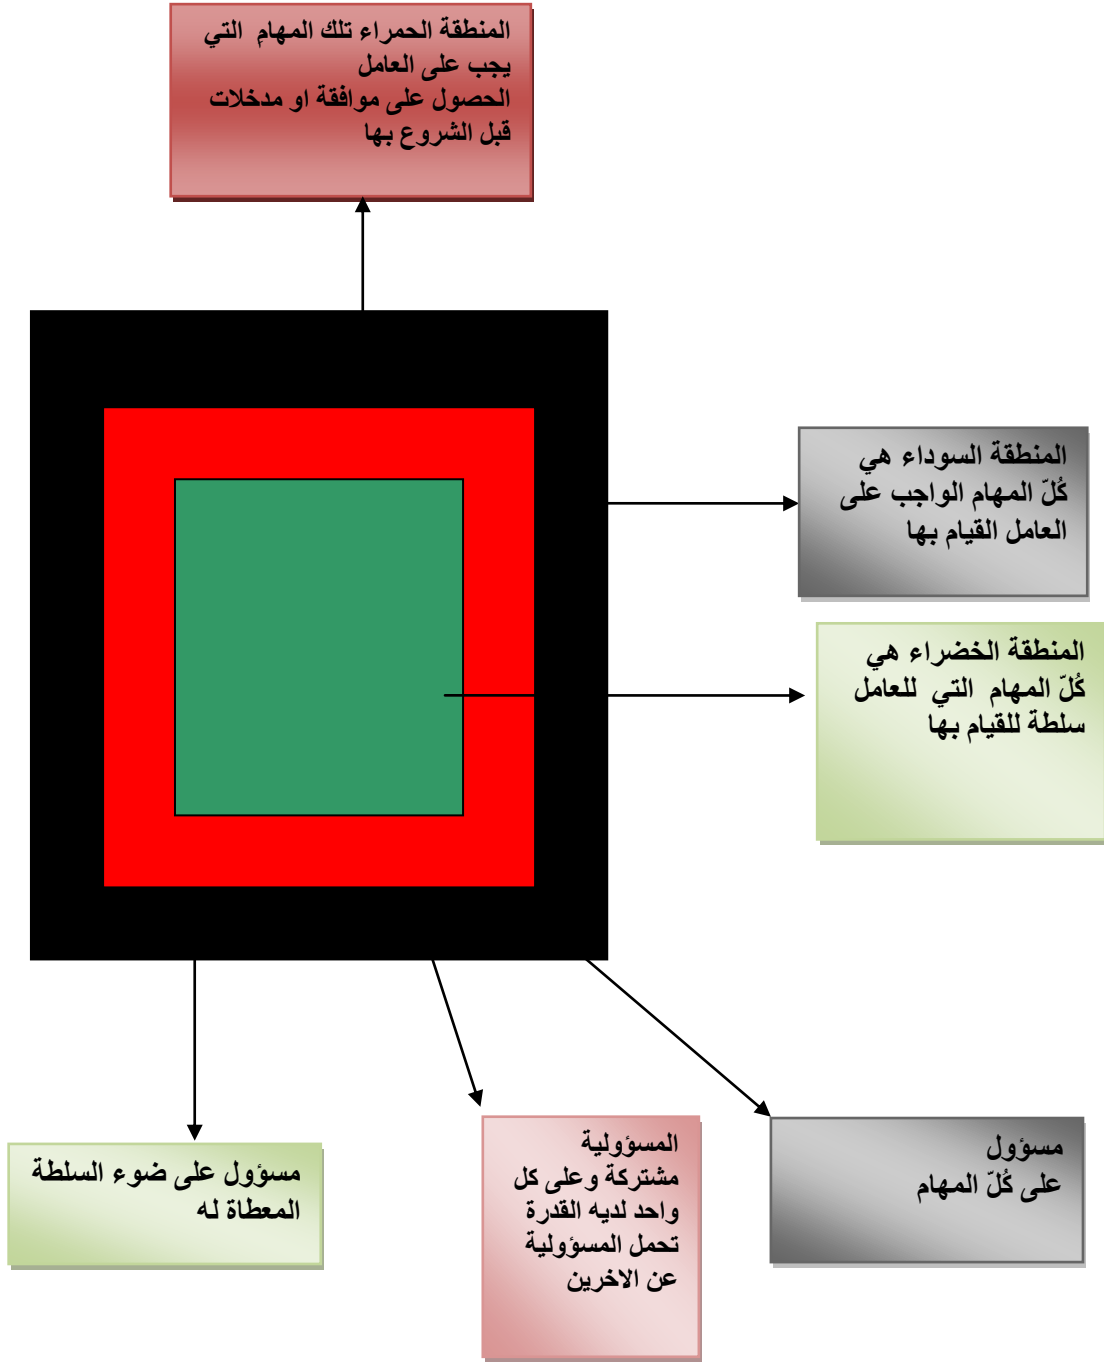 المنطقة الحمراء تلك المهامِ التي
يجب على العامل
الحصول على موافقة او مدخلات
قبل الشروع بها
المنطقة السوداء هي
كُلّ المهام الواجب على
العامل القيام بها
المنطقة الخضراء هي
كُلّ المهام التي للعامل
سلطة للقيام بها
مسؤول
على كُلّ المهام
المسؤولية
مشتركة وعلى كل
واحد لديه القدرة
تحمل المسؤولية
عن الاخرين
مسؤول على ضوء السلطة
المعطاة له